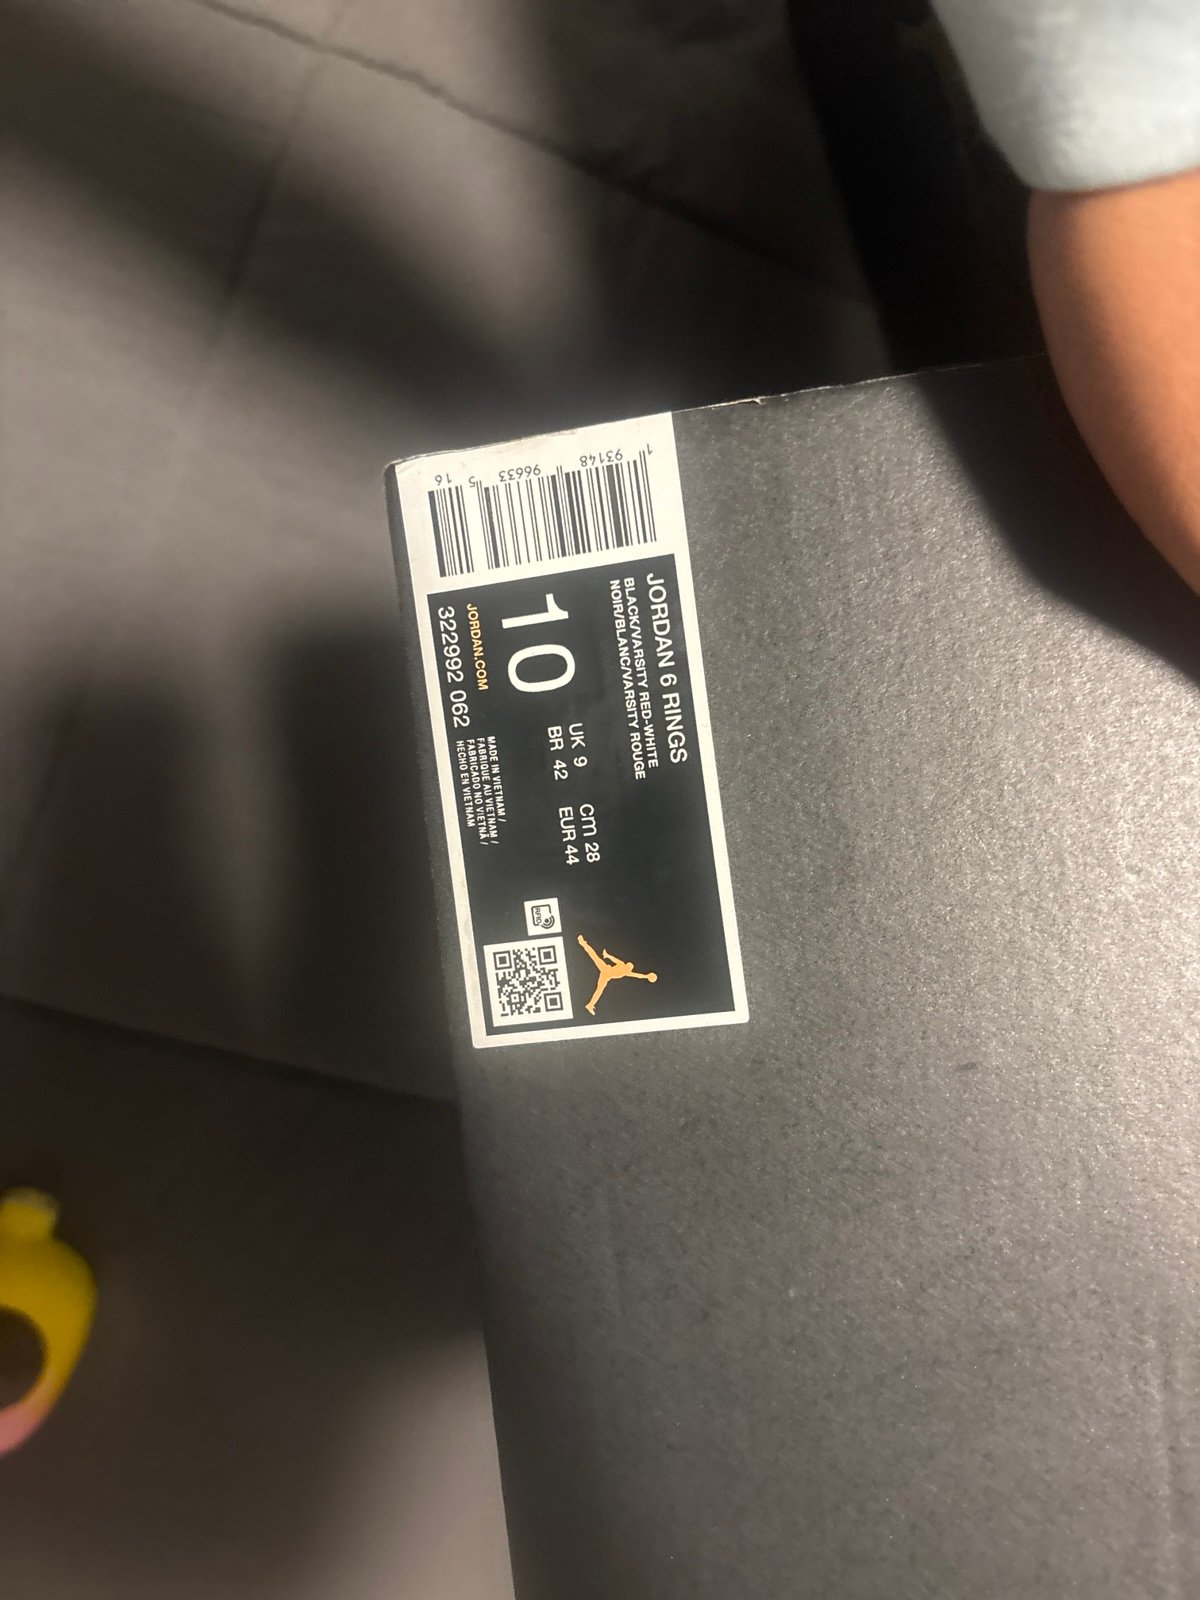 1 93148 96633 5 16
JORDAN 6 RINGS
BLACK/VARSITY RED-WHITE
NOIR/BLANC/VARSITY ROUGE
10
UK 9 cm 28
BR 42 EUR 44
JORDAN.COM
322992 062
MADE IN VIETNAM /
FABRIQUE AU VIETNAM /
FABRICADO NO VIETNÃ /
HECHO EN VIETNAM
RFID